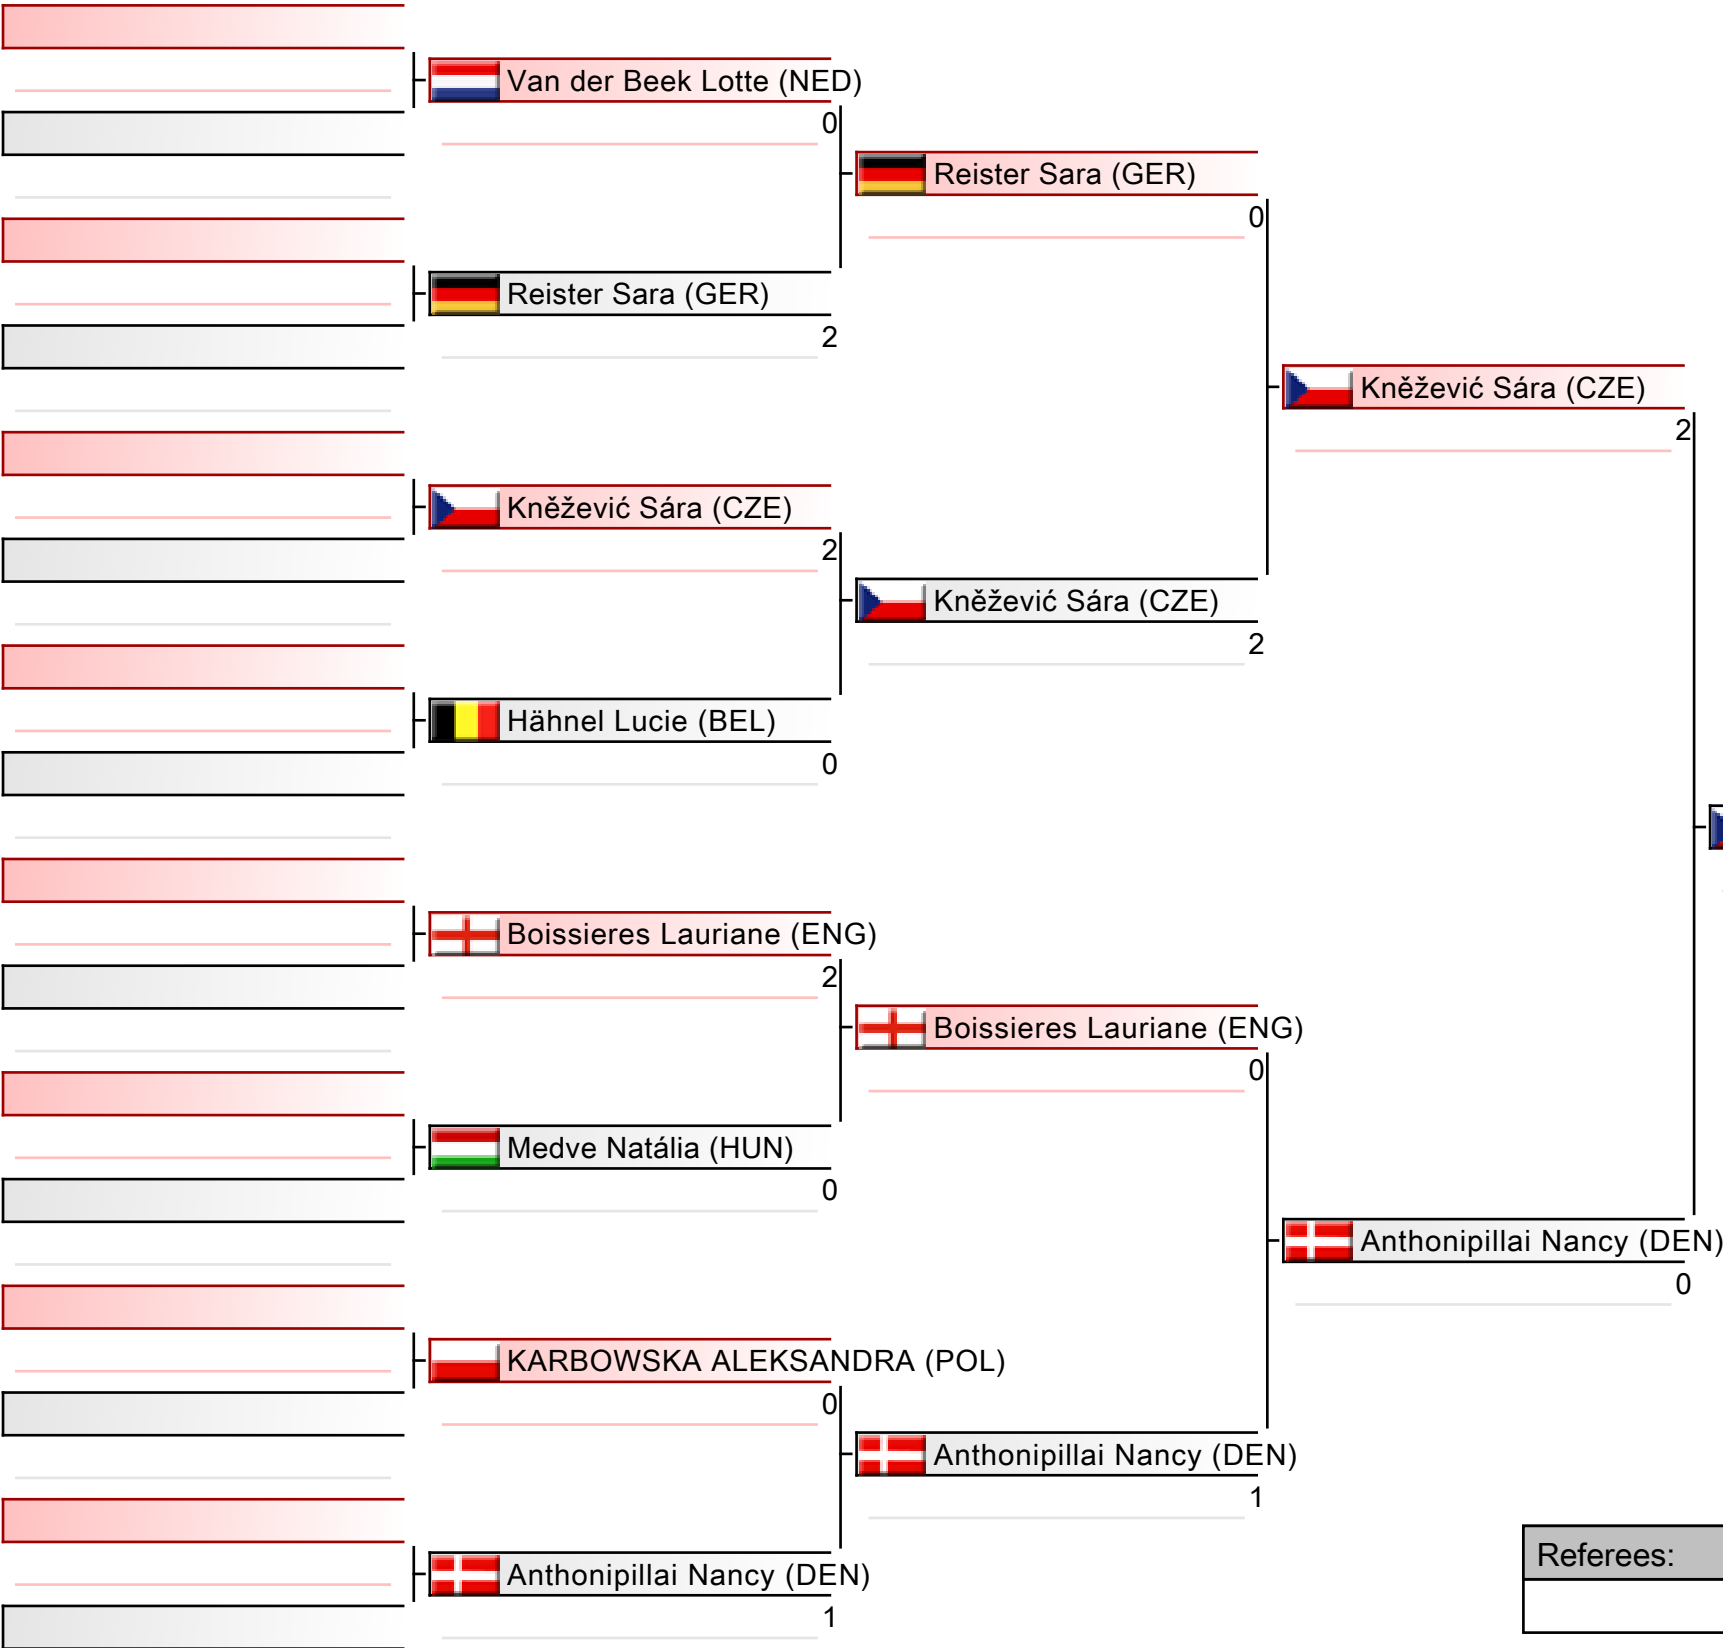 Van der Beek Lotte (NED)
0
Reister Sara (GER)
0
Reister Sara (GER)
2
Kněžević Sára (CZE)
2
Kněžević Sára (CZE)
2
Kněžević Sára (CZE)
2
Hähnel Lucie (BEL)
0
Boissieres Lauriane (ENG)
2
Boissieres Lauriane (ENG)
0
Medve Natália (HUN)
0
Anthonipillai Nancy (DEN)
0
KARBOWSKA ALEKSANDRA (POL)
0
Anthonipillai Nancy (DEN)
1
Anthonipillai Nancy (DEN)
1
Referees: